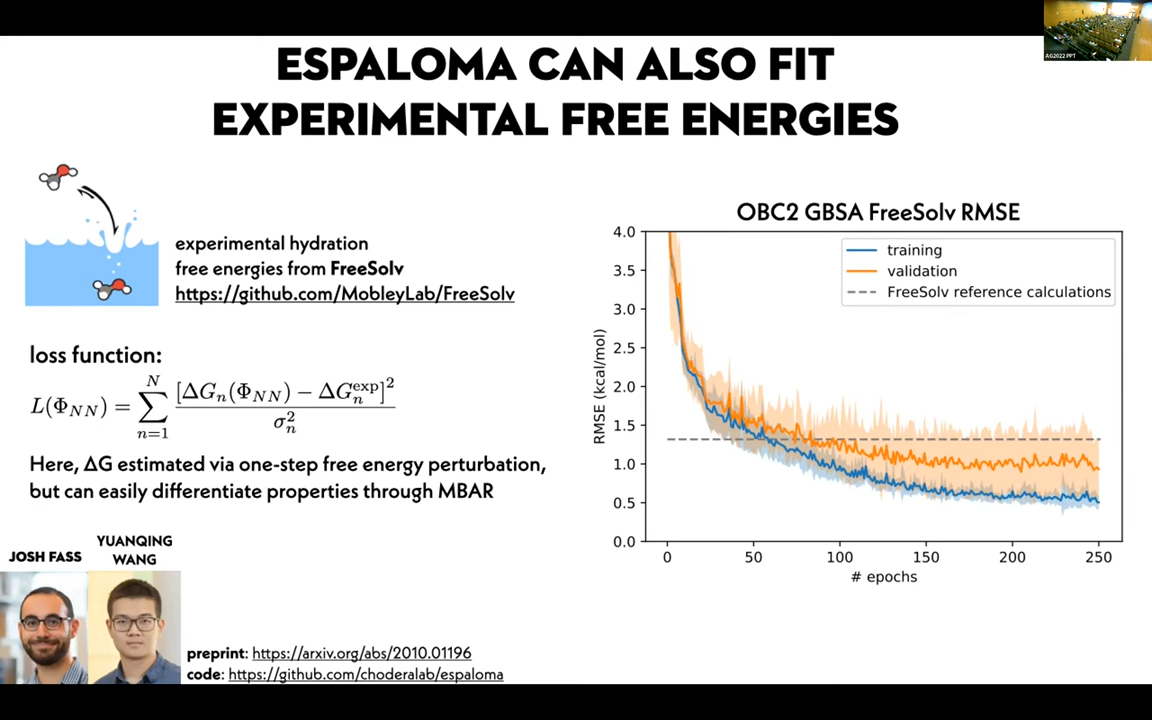 AG2022 PPT
ESPALOMA CAN ALSO FIT
EXPERIMENTAL FREE ENERGIES
experimental hydration
free energies from FreeSolv
https://github.com/MobleyLab/FreeSolv
loss function:
L(Φ_NN) = ∑_{n=1}^{N} [ΔG_n(Φ_NN) − ΔG_n^exp]² / σ_n²
Here, ΔG estimated via one-step free energy perturbation,
but can easily differentiate properties through MBAR
JOSH FASS
YUANQING
WANG
preprint: https://arxiv.org/abs/2010.01196
code: https://github.com/choderalab/espaloma
OBC2 GBSA FreeSolv RMSE
training
validation
FreeSolv reference calculations
RMSE (kcal/mol)
4.0
3.5
3.0
2.5
2.0
1.5
1.0
0.5
0.0
0 50 100 150 200 250
# epochs